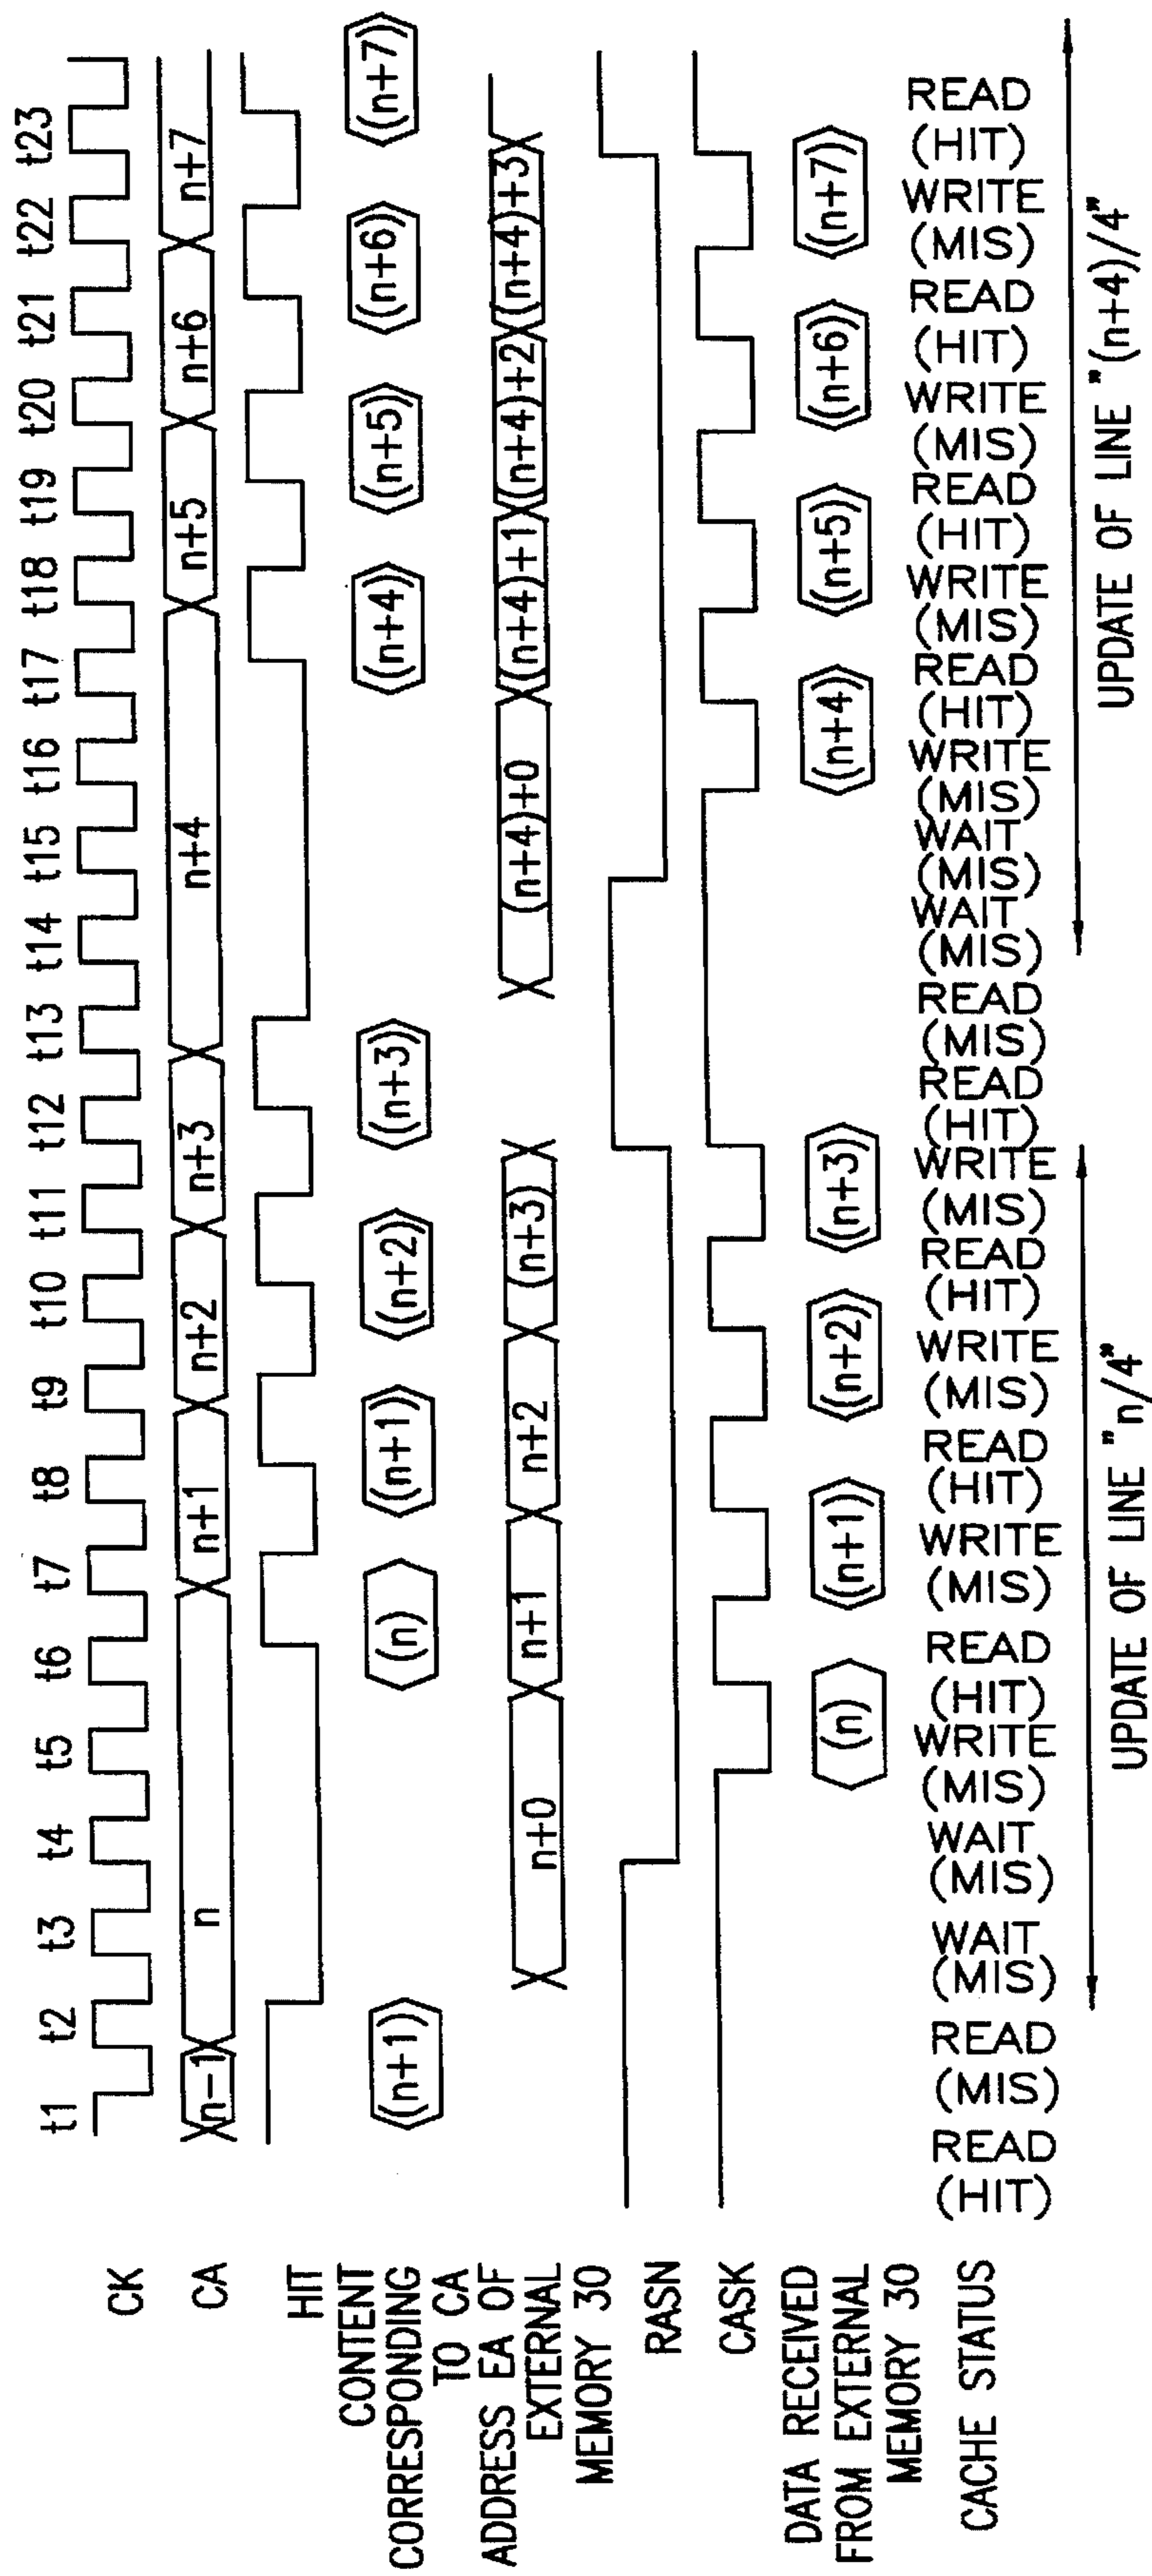 t1 t2 t3 t4 t5 t6 t7 t8 t9 t10 t11 t12 t13 t14 t15 t16 t17 t18 t19 t20 t21 t22 t23
CK
CA
n-1 n n+1 n+2 n+3 n+4 n+5 n+6 n+7
HIT
CONTENT
CORRESPONDING
TO CA
((n+1)) (n) ((n+1)) ((n+2)) ((n+3)) ((n+4)) ((n+5)) ((n+6)) ((n+7))
ADDRESS EA OF
EXTERNAL
MEMORY 30
n+0 n+1 n+2 (n+3) (n+4)+0 (n+4)+1 (n+4)+2 (n+4)+3
RASN
CASK
DATA RECEIVED
FROM EXTERNAL
MEMORY 30
(n) ((n+1)) ((n+2)) ((n+3)) ((n+4)) ((n+5)) ((n+6)) ((n+7))
CACHE STATUS
READ READ WAIT WAIT WRITE READ WRITE READ WRITE READ WRITE READ READ WAIT WAIT WRITE READ WRITE READ WRITE READ WRITE READ
(HIT) (MIS) (MIS) (MIS) (MIS) (HIT) (MIS) (HIT) (MIS) (HIT) (MIS) (HIT) (MIS) (MIS) (MIS) (MIS) (HIT) (MIS) (HIT) (MIS) (HIT) (MIS) (HIT)
UPDATE OF LINE "n/4" UPDATE OF LINE "(n+4)/4"